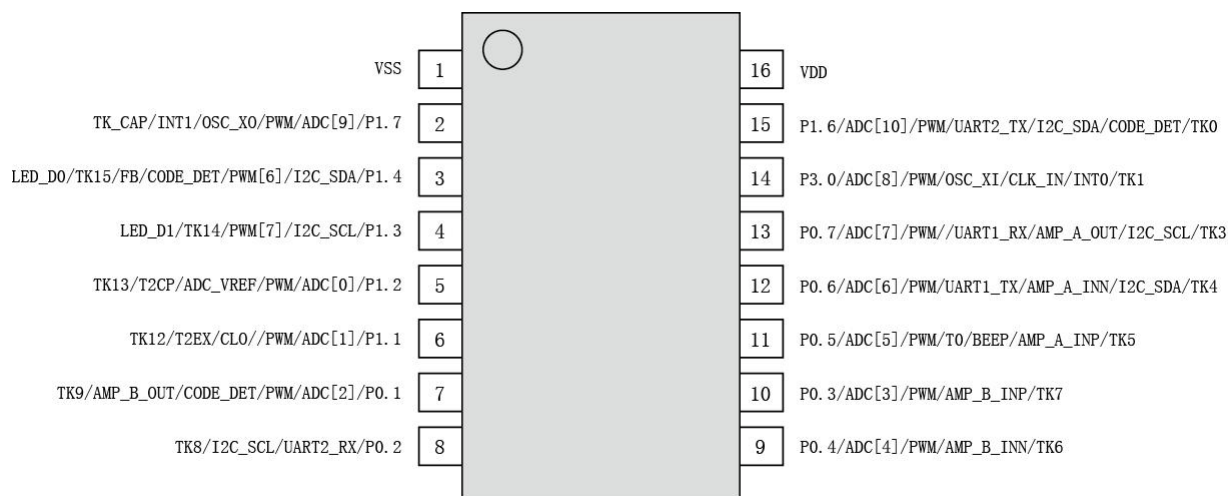 VSS 1 16 VDD
TK_CAP/INT1/OSC_XO/PWM/ADC[9]/P1.7 2 15 P1.6/ADC[10]/PWM/UART2_TX/I2C_SDA/CODE_DET/TK0
LED_D0/TK15/FB/CODE_DET/PWM[6]/I2C_SDA/P1.4 3 14 P3.0/ADC[8]/PWM/OSC_XI/CLK_IN/INT0/TK1
LED_D1/TK14/PWM[7]/I2C_SCL/P1.3 4 13 P0.7/ADC[7]/PWM//UART1_RX/AMP_A_OUT/I2C_SCL/TK3
TK13/T2CP/ADC_VREF/PWM/ADC[0]/P1.2 5 12 P0.6/ADC[6]/PWM/UART1_TX/AMP_A_INN/I2C_SDA/TK4
TK12/T2EX/CLO//PWM/ADC[1]/P1.1 6 11 P0.5/ADC[5]/PWM/T0/BEEP/AMP_A_INP/TK5
TK9/AMP_B_OUT/CODE_DET/PWM/ADC[2]/P0.1 7 10 P0.3/ADC[3]/PWM/AMP_B_INP/TK7
TK8/I2C_SCL/UART2_RX/P0.2 8 9 P0.4/ADC[4]/PWM/AMP_B_INN/TK6